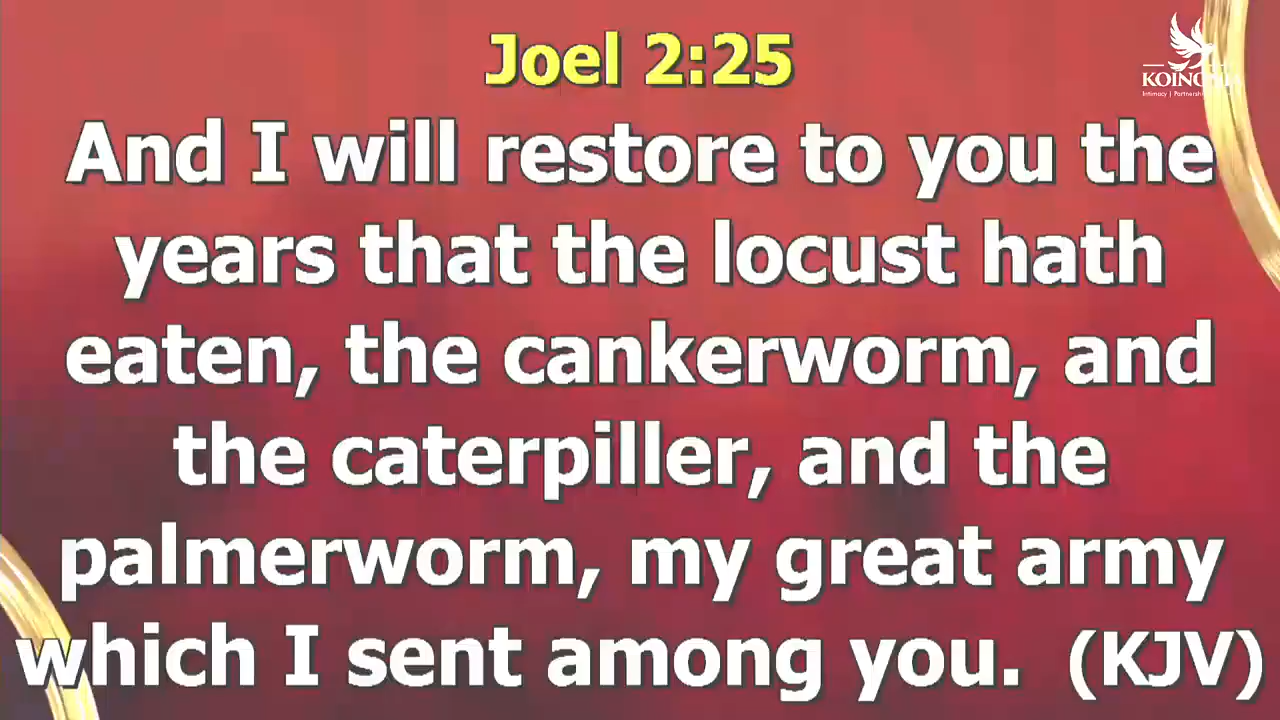 Joel 2:25
And I will restore to you the
years that the locust hath
eaten, the cankerworm, and
the caterpiller, and the
palmerworm, my great army
which I sent among you. (KJV)
Intimacy |